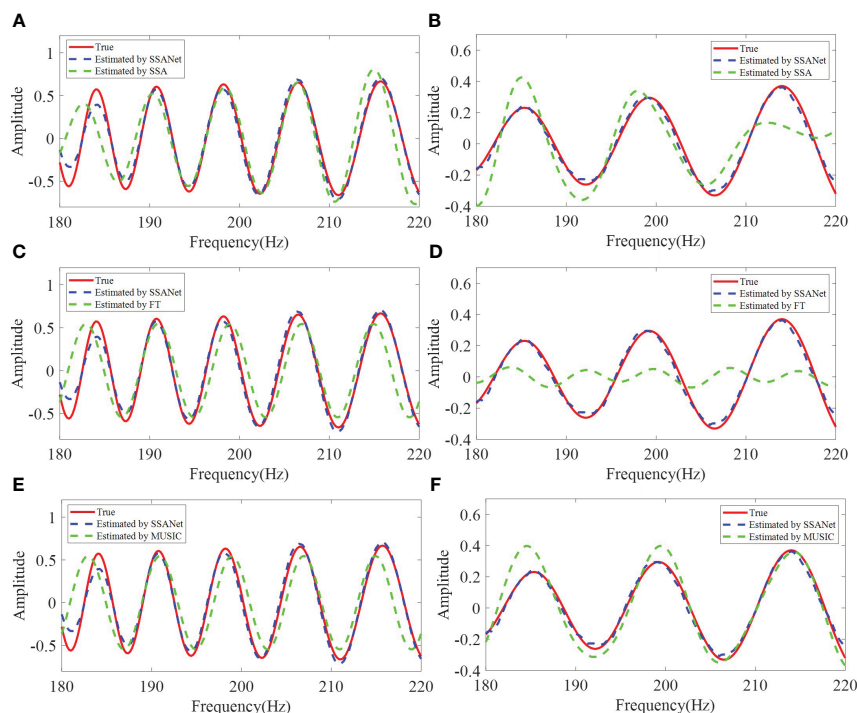 A
Amplitude
1
0.5
0
-0.5
True
Estimated by SSANet
Estimated by SSA
180 190 200 210 220
Frequency(Hz)
B
Amplitude
0.6
0.4
0.2
0
-0.2
-0.4
True
Estimated by SSANet
Estimated by SSA
180 190 200 210 220
Frequency(Hz)
C
Amplitude
1
0.5
0
-0.5
True
Estimated by SSANet
Estimated by FT
180 190 200 210 220
Frequency(Hz)
D
Amplitude
0.6
0.4
0.2
0
-0.2
-0.4
True
Estimated by SSANet
Estimated by FT
180 190 200 210 220
Frequency(Hz)
E
Amplitude
1
0.5
0
-0.5
True
Estimated by SSANet
Estimated by MUSIC
180 190 200 210 220
Frequency(Hz)
F
Amplitude
0.6
0.4
0.2
0
-0.2
-0.4
True
Estimated by SSANet
Estimated by MUSIC
180 190 200 210 220
Frequency(Hz)